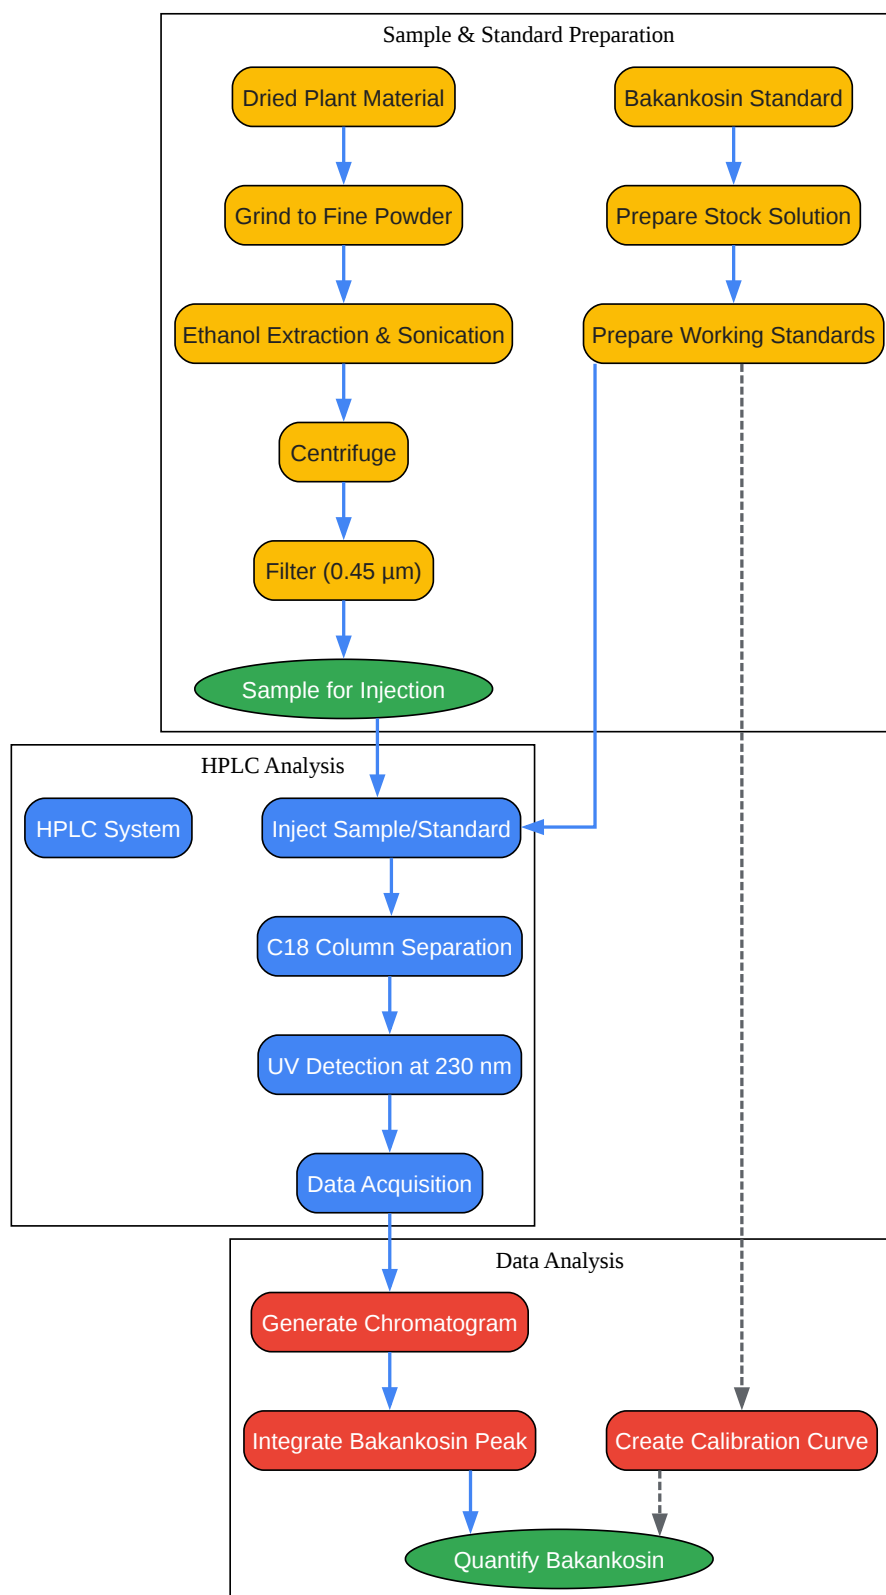 Sample & Standard Preparation
Dried Plant Material
Bakankosin Standard
Grind to Fine Powder
Prepare Stock Solution
Ethanol Extraction & Sonication
Prepare Working Standards
Centrifuge
Filter (0.45 µm)
Sample for Injection
HPLC Analysis
HPLC System
Inject Sample/Standard
C18 Column Separation
UV Detection at 230 nm
Data Acquisition
Data Analysis
Generate Chromatogram
Integrate Bakankosin Peak
Create Calibration Curve
Quantify Bakankosin